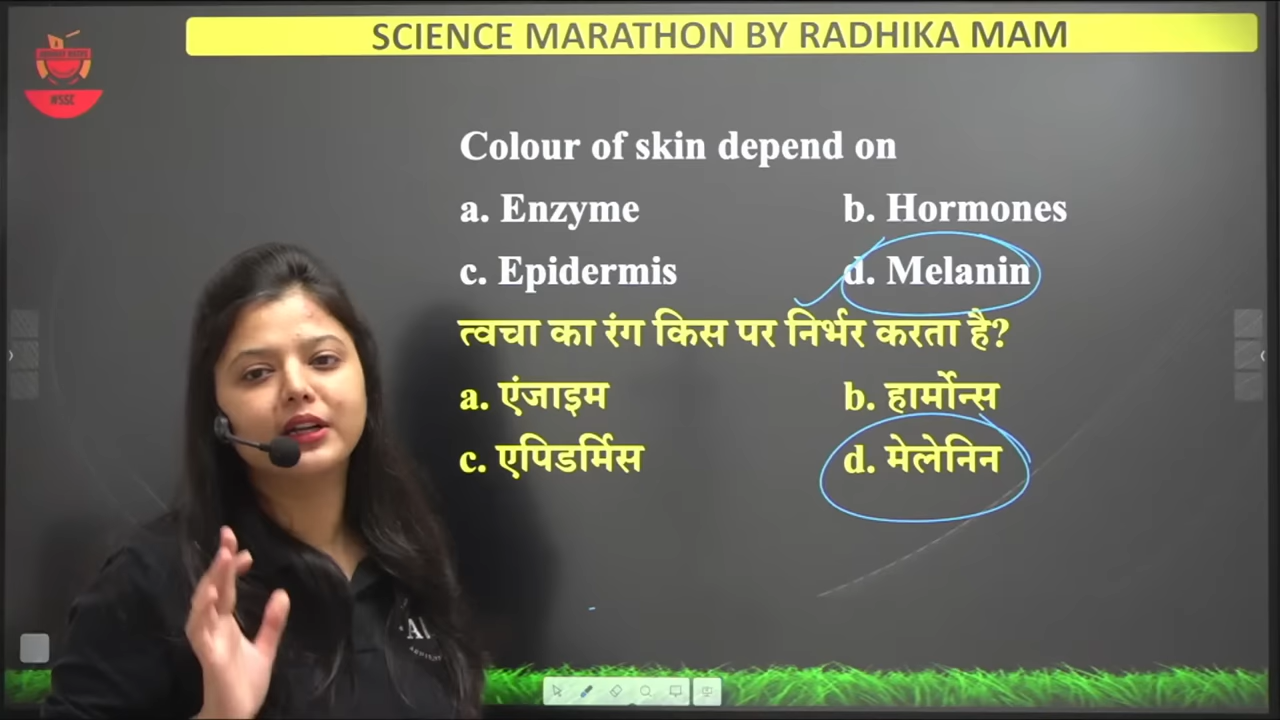 SCIENCE MARATHON BY RADHIKA MAM
#SSC
Colour of skin depend on
a. Enzyme b. Hormones
c. Epidermis d. Melanin
त्वचा का रंग किस पर निर्भर करता है?
a. एंजाइम b. हार्मोन्स
c. एपिडर्मिस d. मेलेनिन